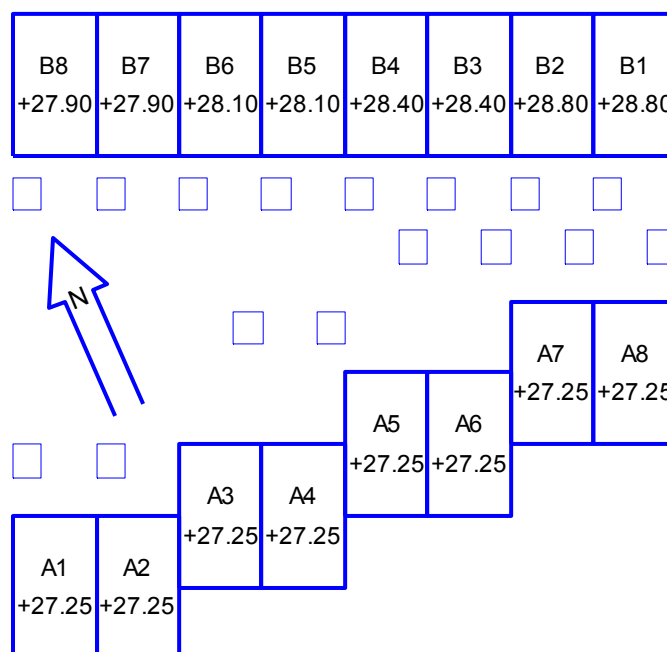 B8 B7 B6 B5 B4 B3 B2 B1
+27.90 +27.90 +28.10 +28.10 +28.40 +28.40 +28.80 +28.80
N
A7 A8
+27.25 +27.25
A5 A6
+27.25 +27.25
A3 A4
+27.25 +27.25
A1 A2
+27.25 +27.25